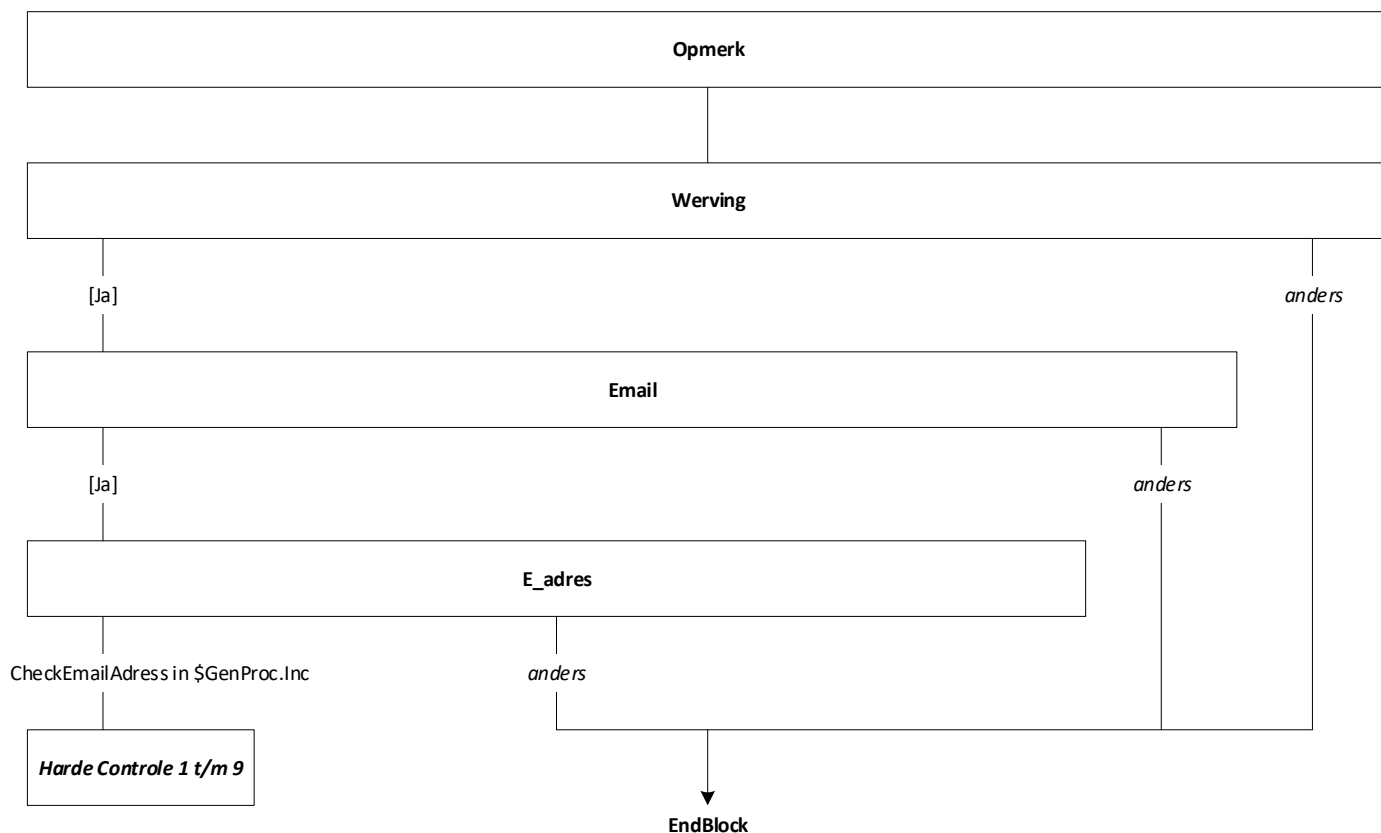 Opmerk
Werving
[Ja]
anders
Email
[Ja]
anders
E_adres
CheckEmailAdress in $GenProc.Inc
anders
Harde Controle 1 t/m 9
EndBlock